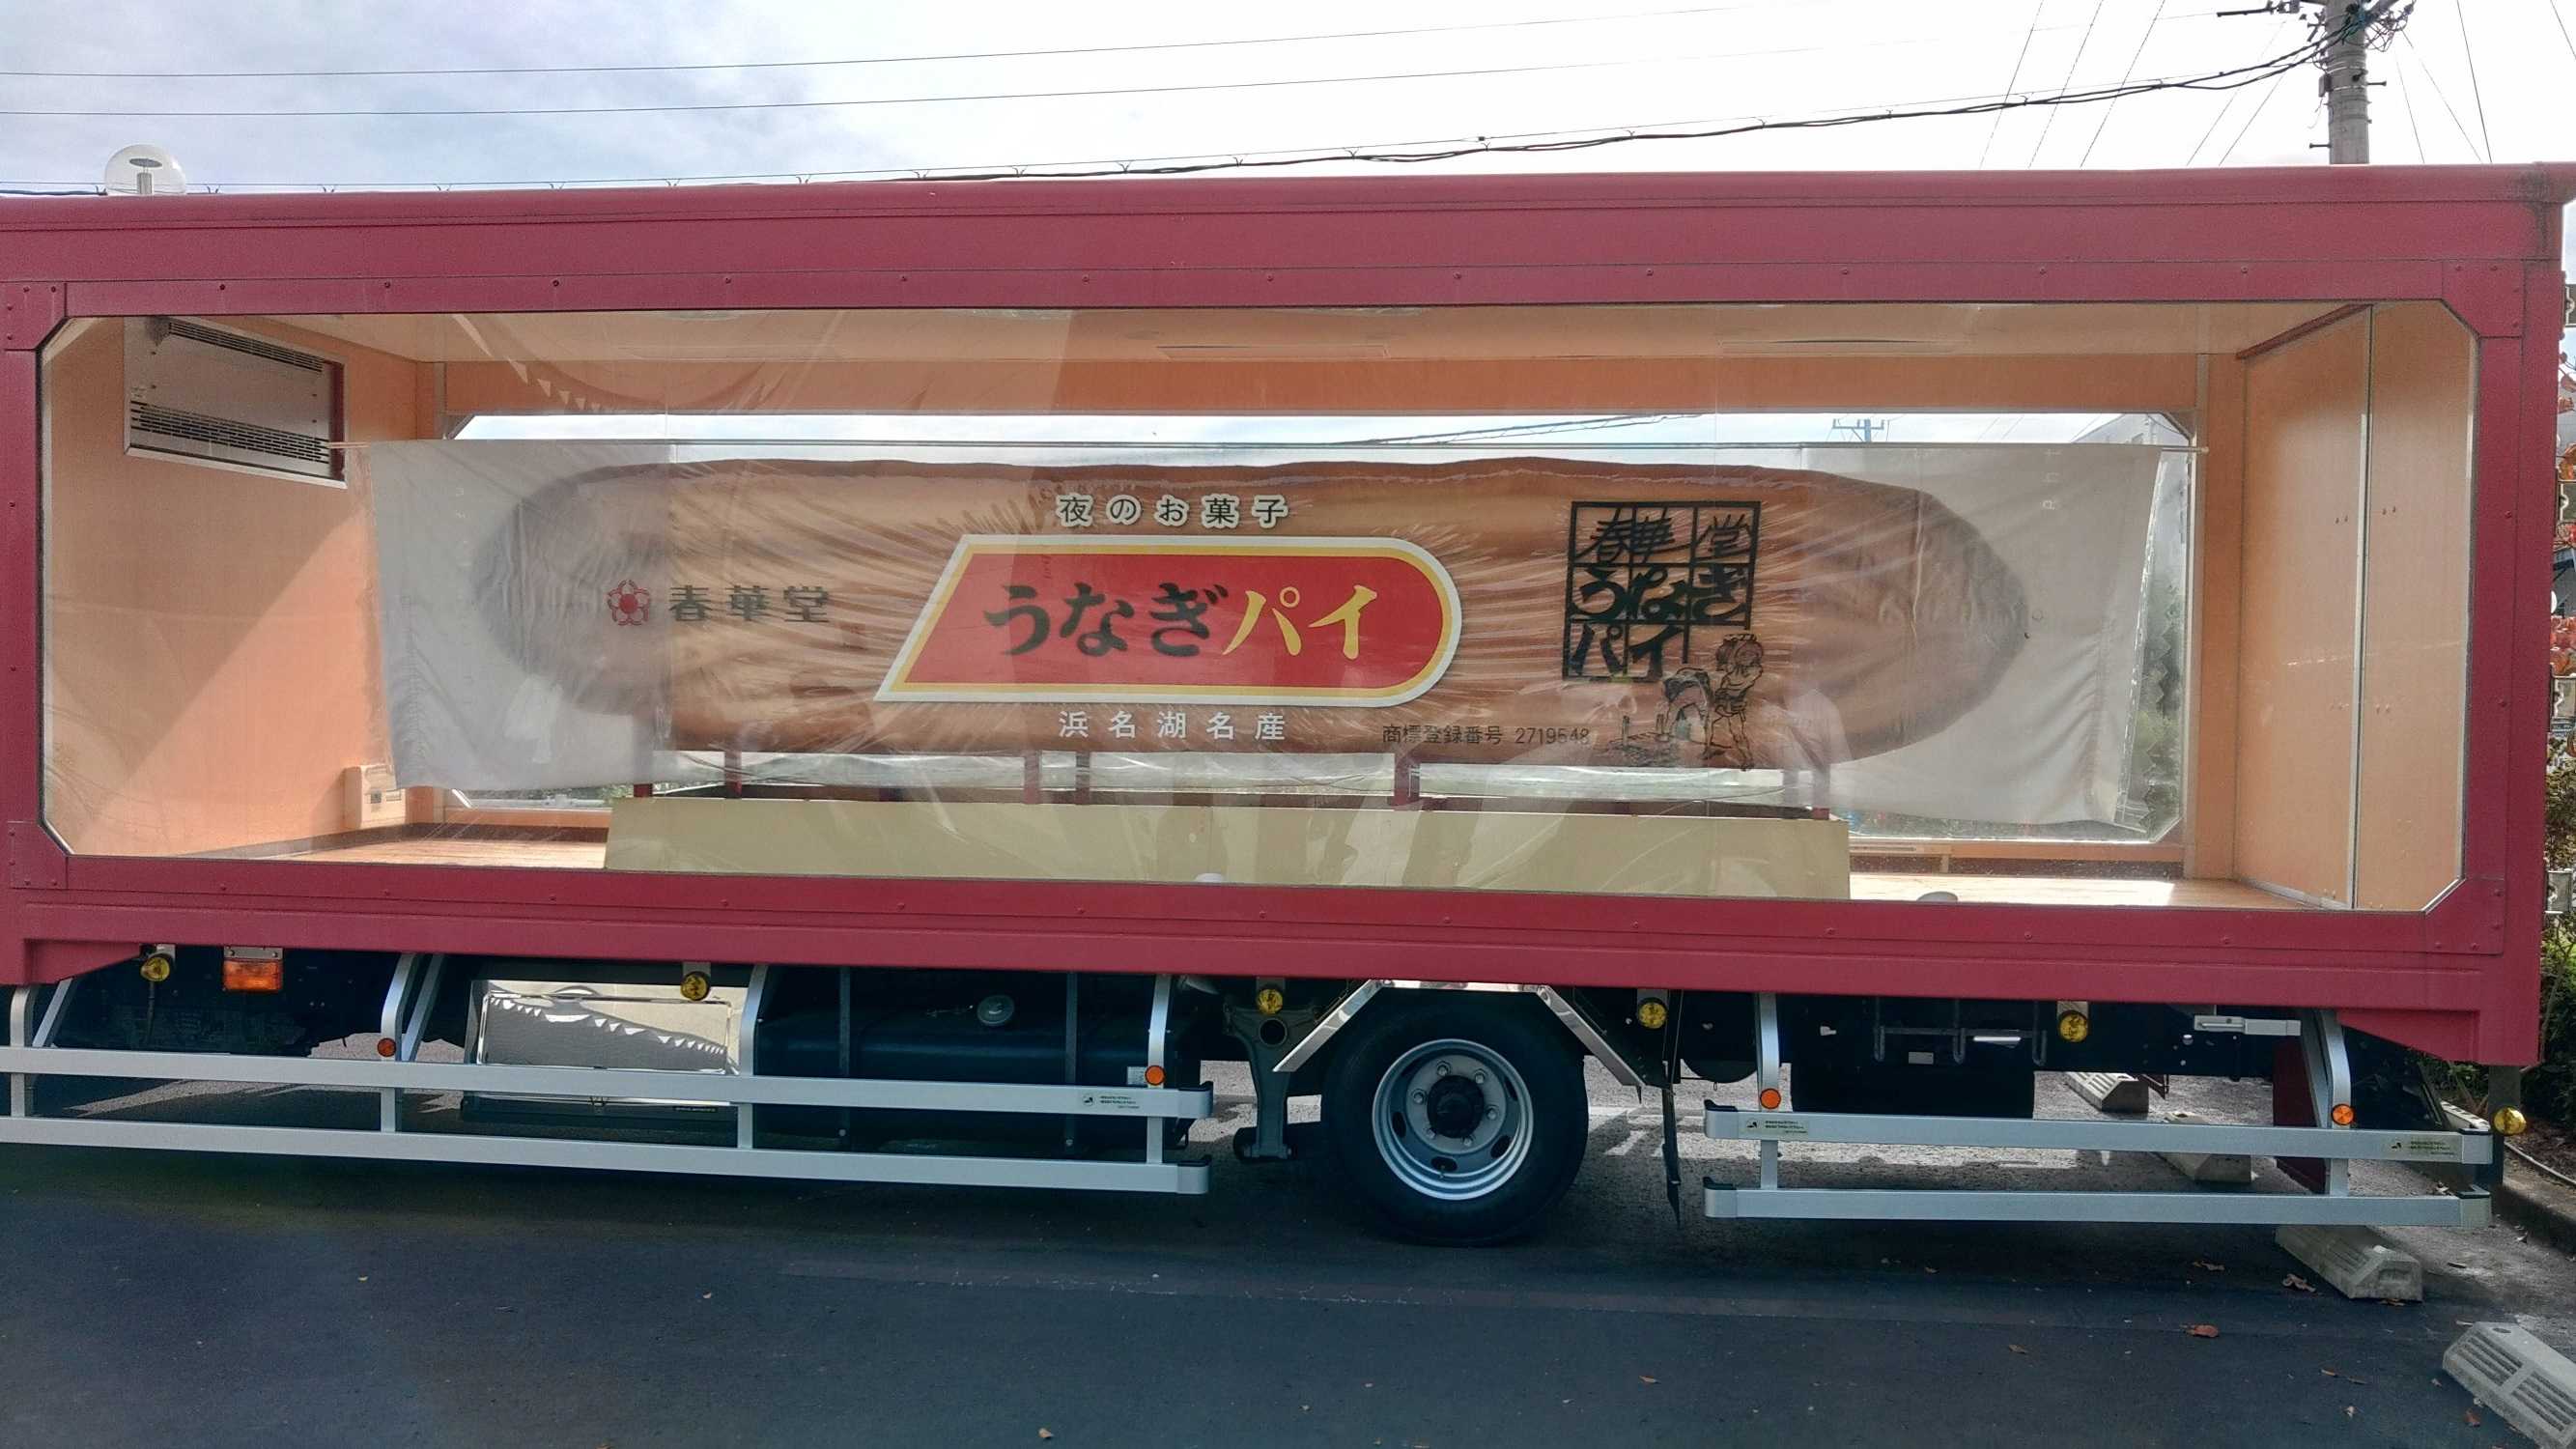 夜のお菓子
春華堂
うなぎパイ
浜名湖名産
春華堂
うなぎ
パイ
商標登録番号 2719548